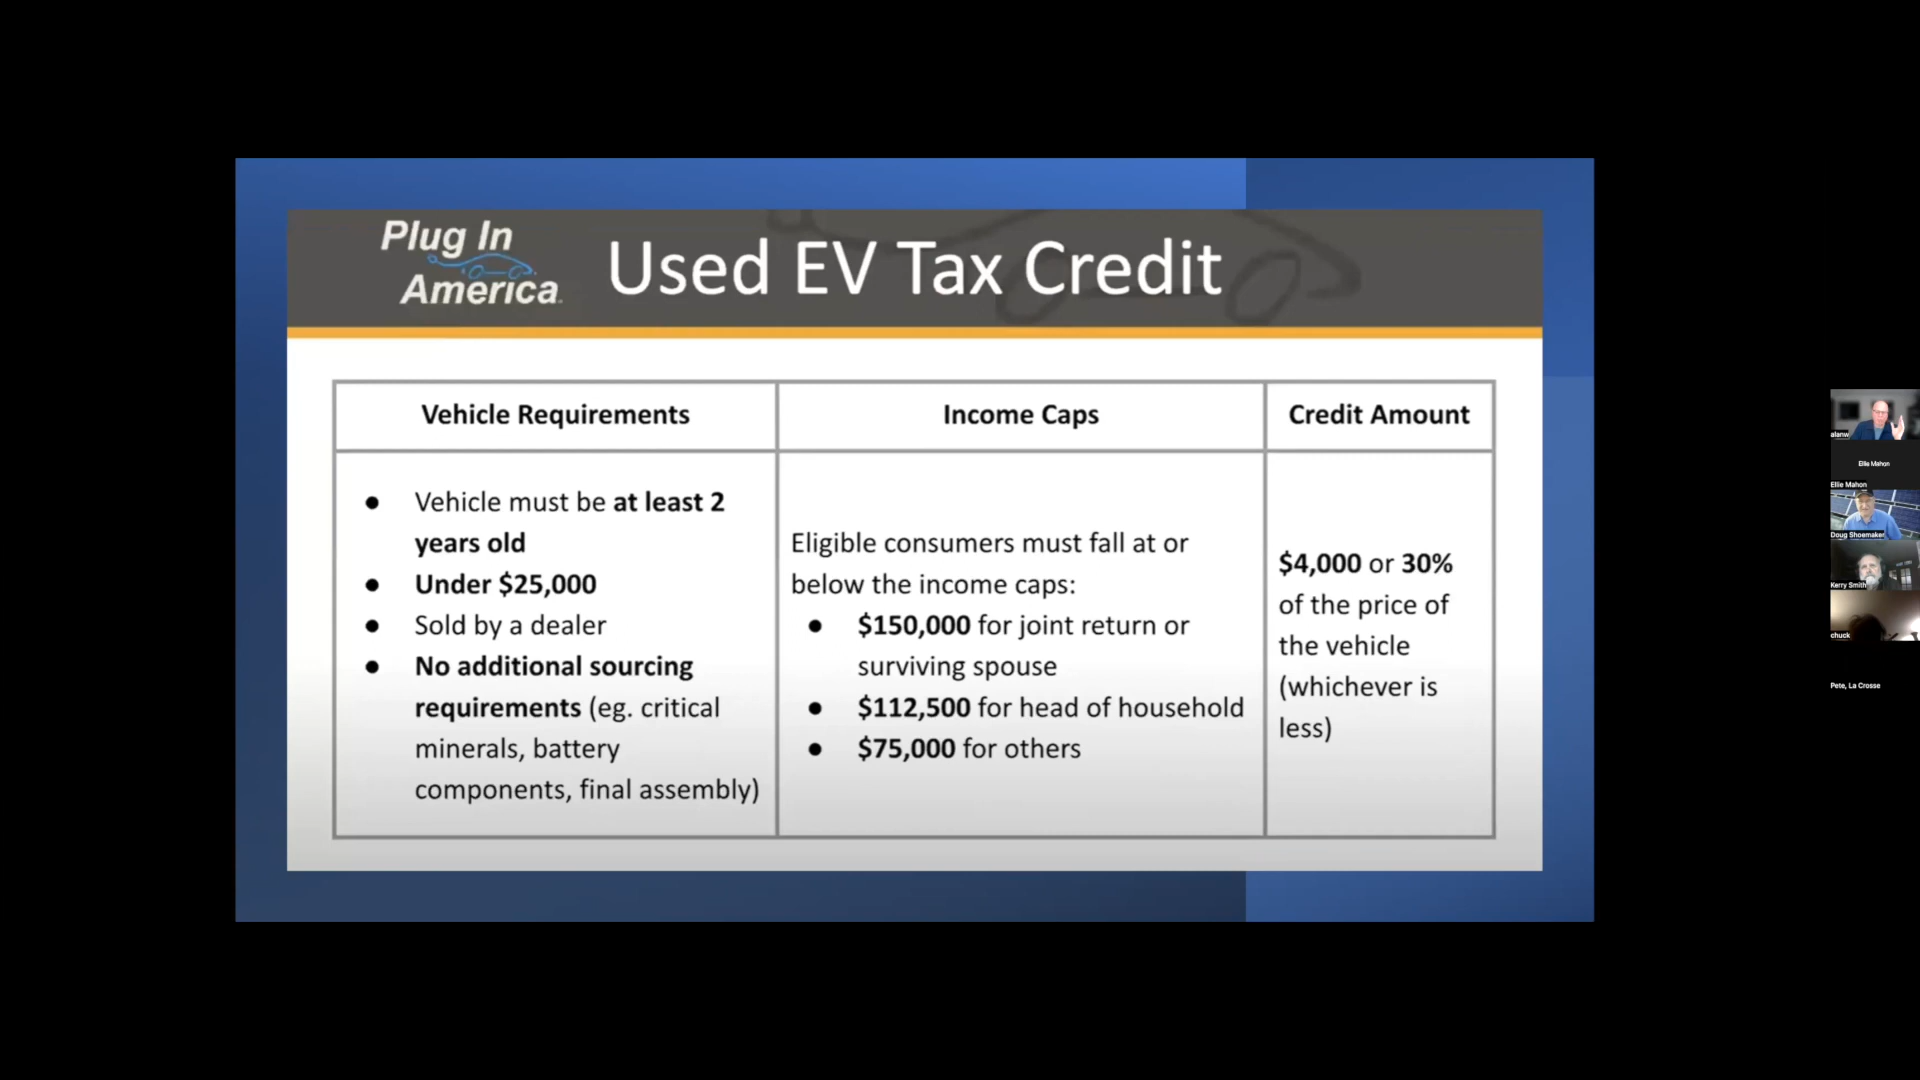 Plug In
America
Used EV Tax Credit
Vehicle Requirements
Income Caps
Credit Amount
● Vehicle must be at least 2
years old
● Under $25,000
● Sold by a dealer
● No additional sourcing
requirements (eg. critical
minerals, battery
components, final assembly)
Eligible consumers must fall at or
below the income caps:
● $150,000 for joint return or
surviving spouse
● $112,500 for head of household
● $75,000 for others
$4,000 or 30%
of the price of
the vehicle
(whichever is
less)
alanw
Ellie Mahon
Ellie Mahon
Doug Shoemaker
Kerry Smith
chuck
Pete, La Crosse